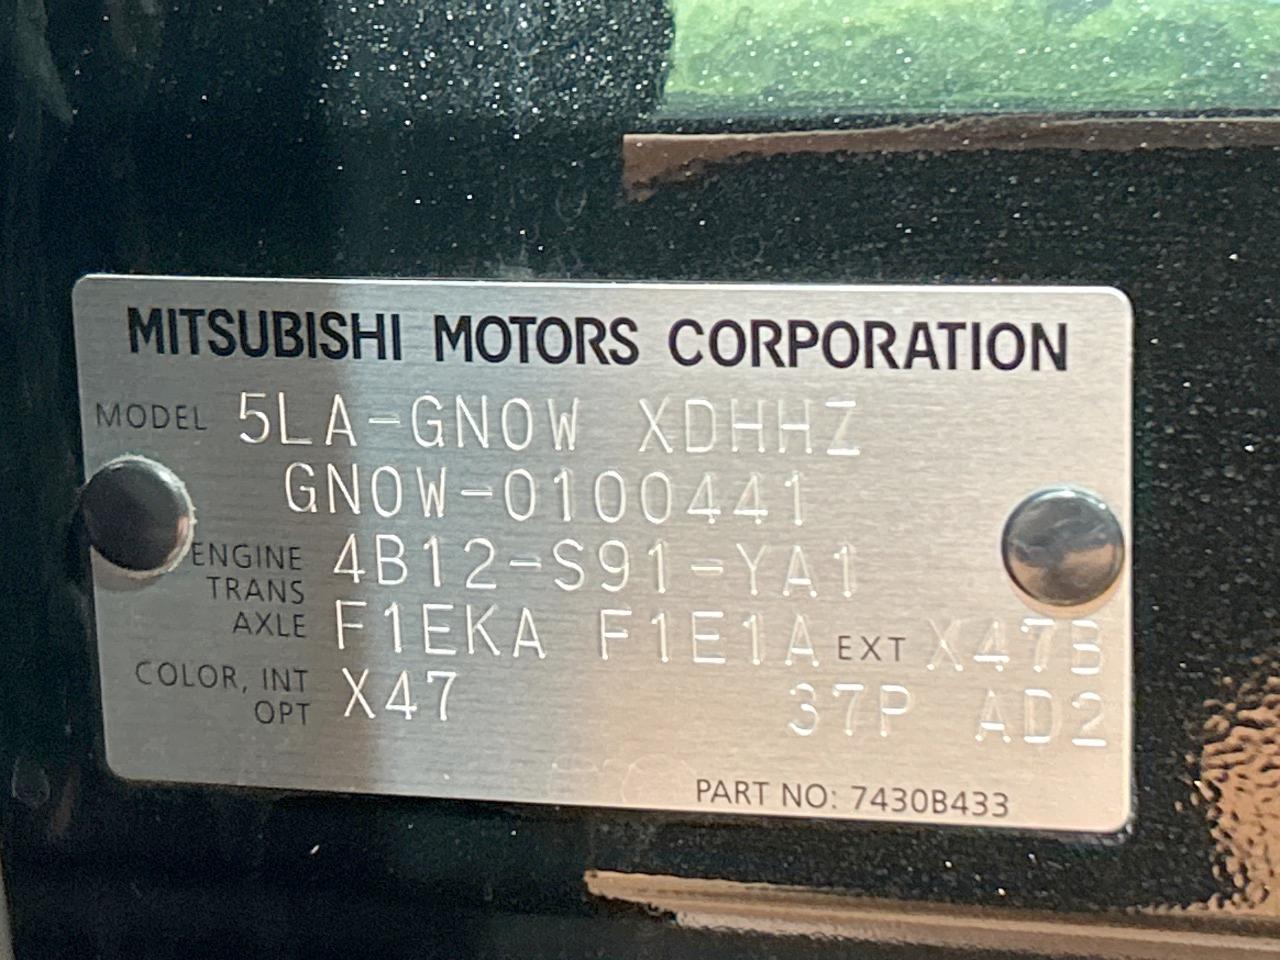 MITSUBISHI MOTORS CORPORATION
MODEL 5LA-GN0W XDHHZ
GN0W-0100441
ENGINE 4B12-S91-YA1
TRANS
AXLE F1EKA F1E1A EXT X47B
COLOR, INT X47
OPT 37P AD2
PART NO: 7430B433